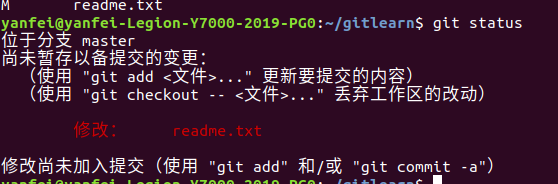 M       readme.txt
yanfei@yanfei-Legion-Y7000-2019-PG0:~/gitlearn$ git status
位于分支 master
尚未暂存以备提交的变更：
  （使用 "git add <文件>..." 更新要提交的内容）
  （使用 "git checkout -- <文件>..." 丢弃工作区的改动）
        修改：     readme.txt
修改尚未加入提交（使用 "git add" 和/或 "git commit -a"）
yanfei@yanfei-Legion-Y7000-2019-PG0:~/gitlearn$